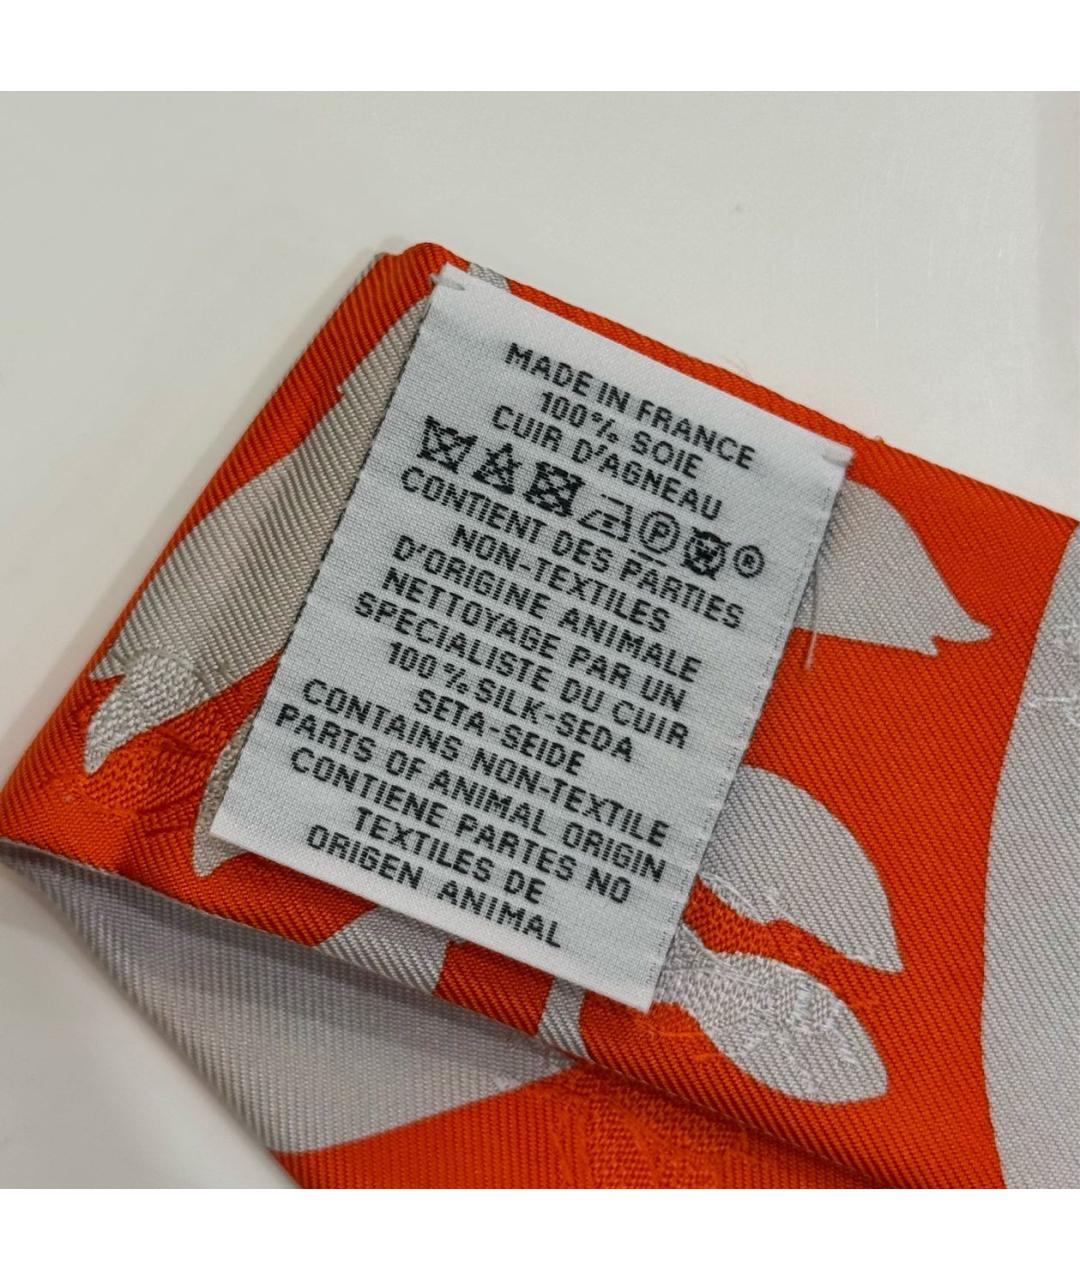 MADE IN FRANCE
100% SOIE
CUIR D'AGNEAU
P W ®
CONTIENT DES PARTIES
NON-TEXTILES
D'ORIGINE ANIMALE
NETTOYAGE PAR UN
SPECIALISTE DU CUIR
100% SILK-SEDA
SETA-SEIDE
CONTAINS NON-TEXTILE
PARTS OF ANIMAL ORIGIN
CONTIENE PARTES NO
TEXTILES DE
ORIGEN ANIMAL